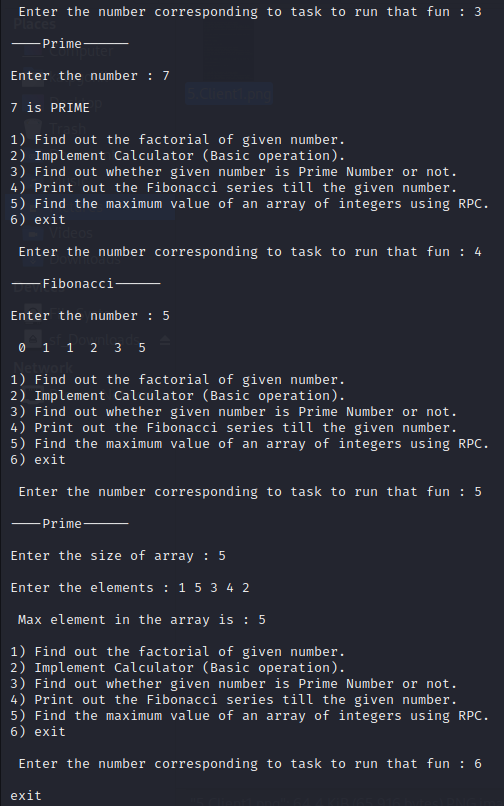 Enter the number corresponding to task to run that fun : 3
——Prime———
Enter the number : 7
7 is PRIME
1) Find out the factorial of given number.
2) Implement Calculator (Basic operation).
3) Find out whether given number is Prime Number or not.
4) Print out the Fibonacci series till the given number.
5) Find the maximum value of an array of integers using RPC.
6) exit
Enter the number corresponding to task to run that fun : 4
——Fibonacci———
Enter the number : 5
0 1 1 2 3 5
1) Find out the factorial of given number.
2) Implement Calculator (Basic operation).
3) Find out whether given number is Prime Number or not.
4) Print out the Fibonacci series till the given number.
5) Find the maximum value of an array of integers using RPC.
6) exit
Enter the number corresponding to task to run that fun : 5
——Prime———
Enter the size of array : 5
Enter the elements : 1 5 3 4 2
Max element in the array is : 5
1) Find out the factorial of given number.
2) Implement Calculator (Basic operation).
3) Find out whether given number is Prime Number or not.
4) Print out the Fibonacci series till the given number.
5) Find the maximum value of an array of integers using RPC.
6) exit
Enter the number corresponding to task to run that fun : 6
exit